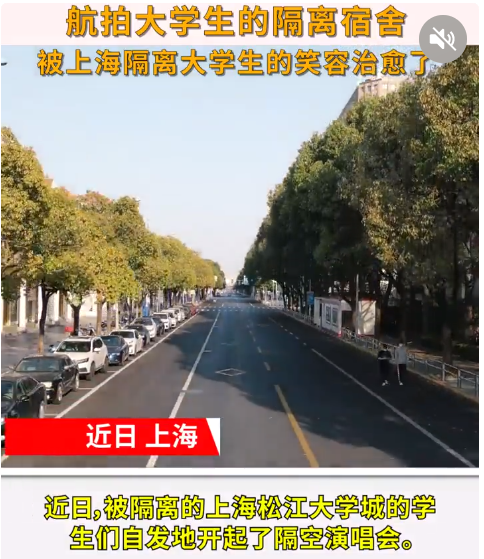 航拍大学生的隔离宿舍
被上海隔离大学生的笑容治愈了
近日 上海
近日,被隔离的上海松江大学城的学
生们自发地开起了隔空演唱会。